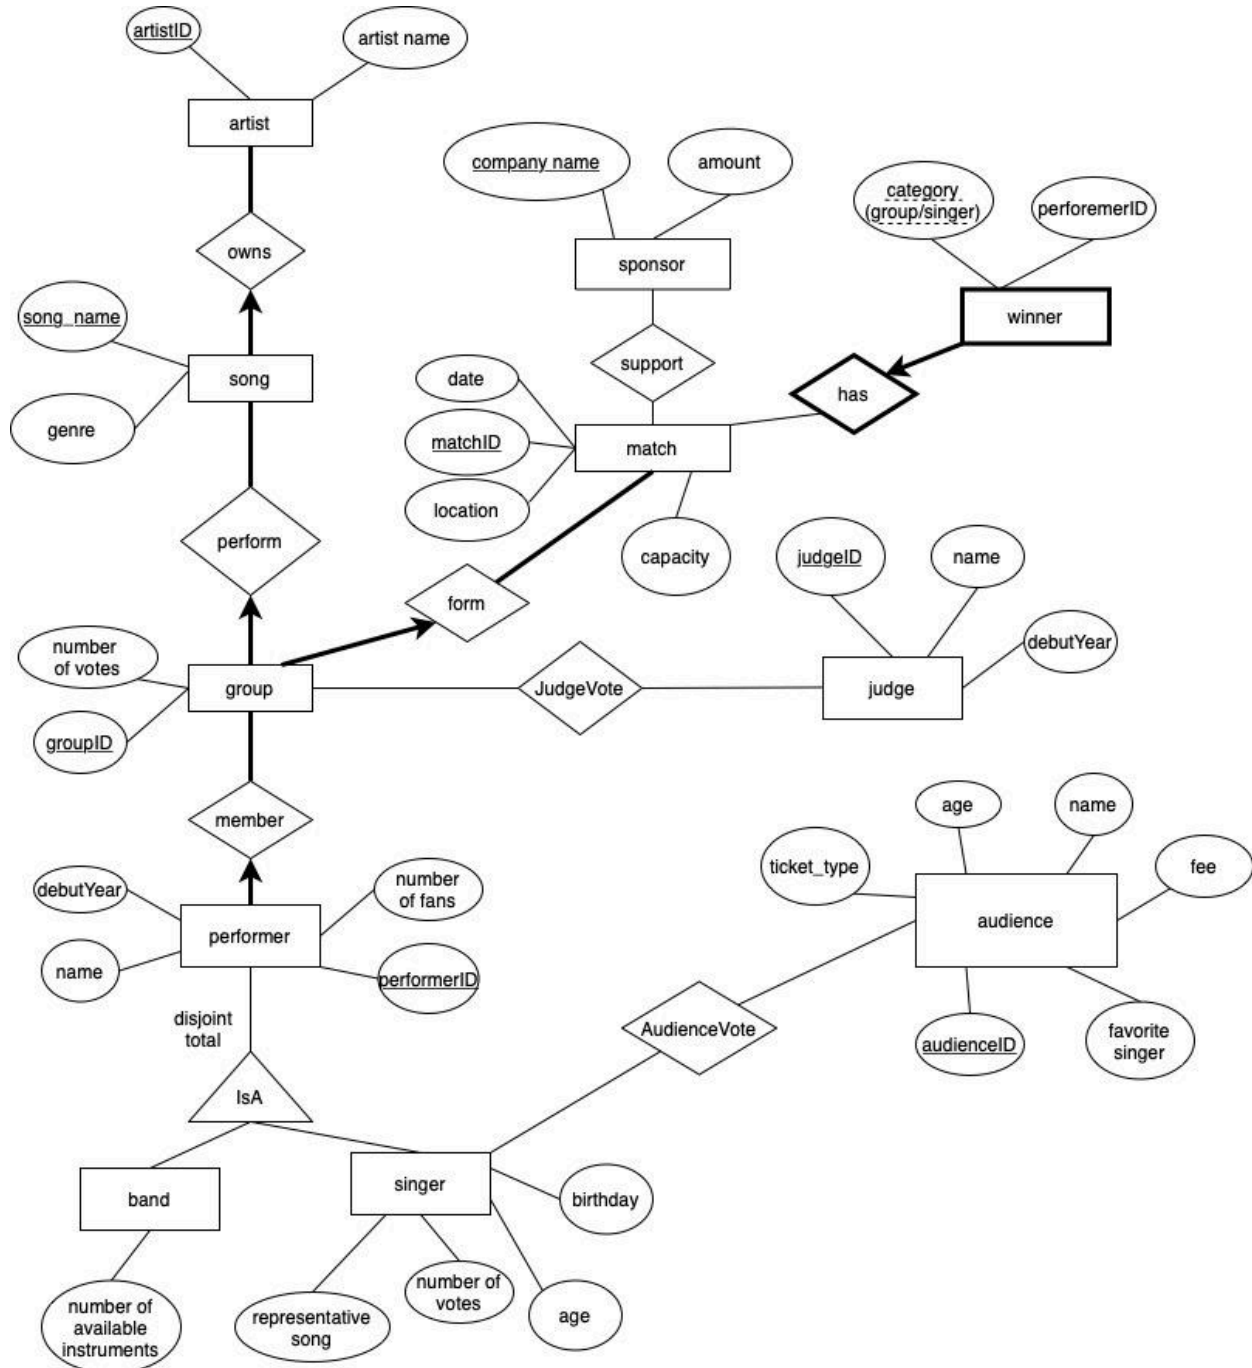 artistID
artist name
artist
company name
amount
category
(group/singer)
perforemerID
owns
sponsor
winner
song_name
support
date
has
song
genre
matchID
match
location
perform
capacity
judgeID
name
form
number
of votes
debutYear
group
JudgeVote
judge
groupID
age
name
member
ticket_type
fee
debutYear
number
of fans
performer
audience
name
performerID
disjoint
total
AudienceVote
audienceID
favorite
singer
IsA
band
singer
birthday
number of
available
instruments
representative
song
number of
votes
age